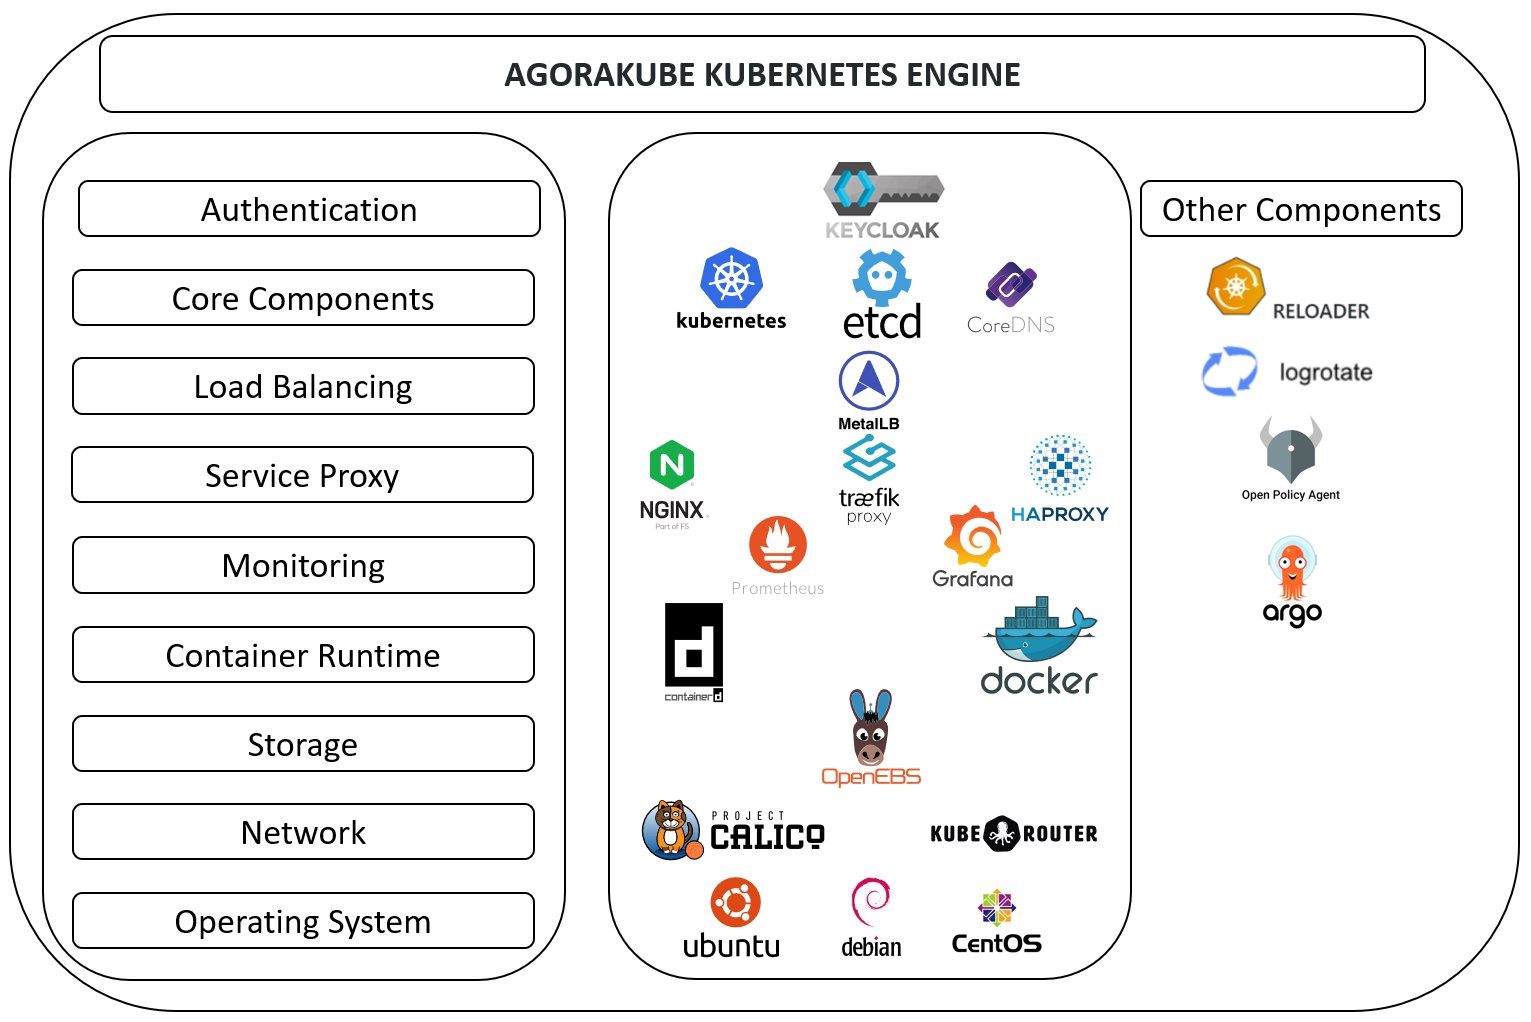 AGORAKUBE KUBERNETES ENGINE
Authentication
Core Components
Load Balancing
Service Proxy
Monitoring
Container Runtime
Storage
Network
Operating System
KEYCLOAK
kubernetes
etcd
CoreDNS
MetalLB
NGINX
Part of F5
træfik
proxy
HAPROXY
Prometheus
Grafana
d
containerd
docker
OpenEBS
PROJECT
CALICO
KUBE ROUTER
ubuntu
debian
CentOS
Other Components
RELOADER
logrotate
Open Policy Agent
argo